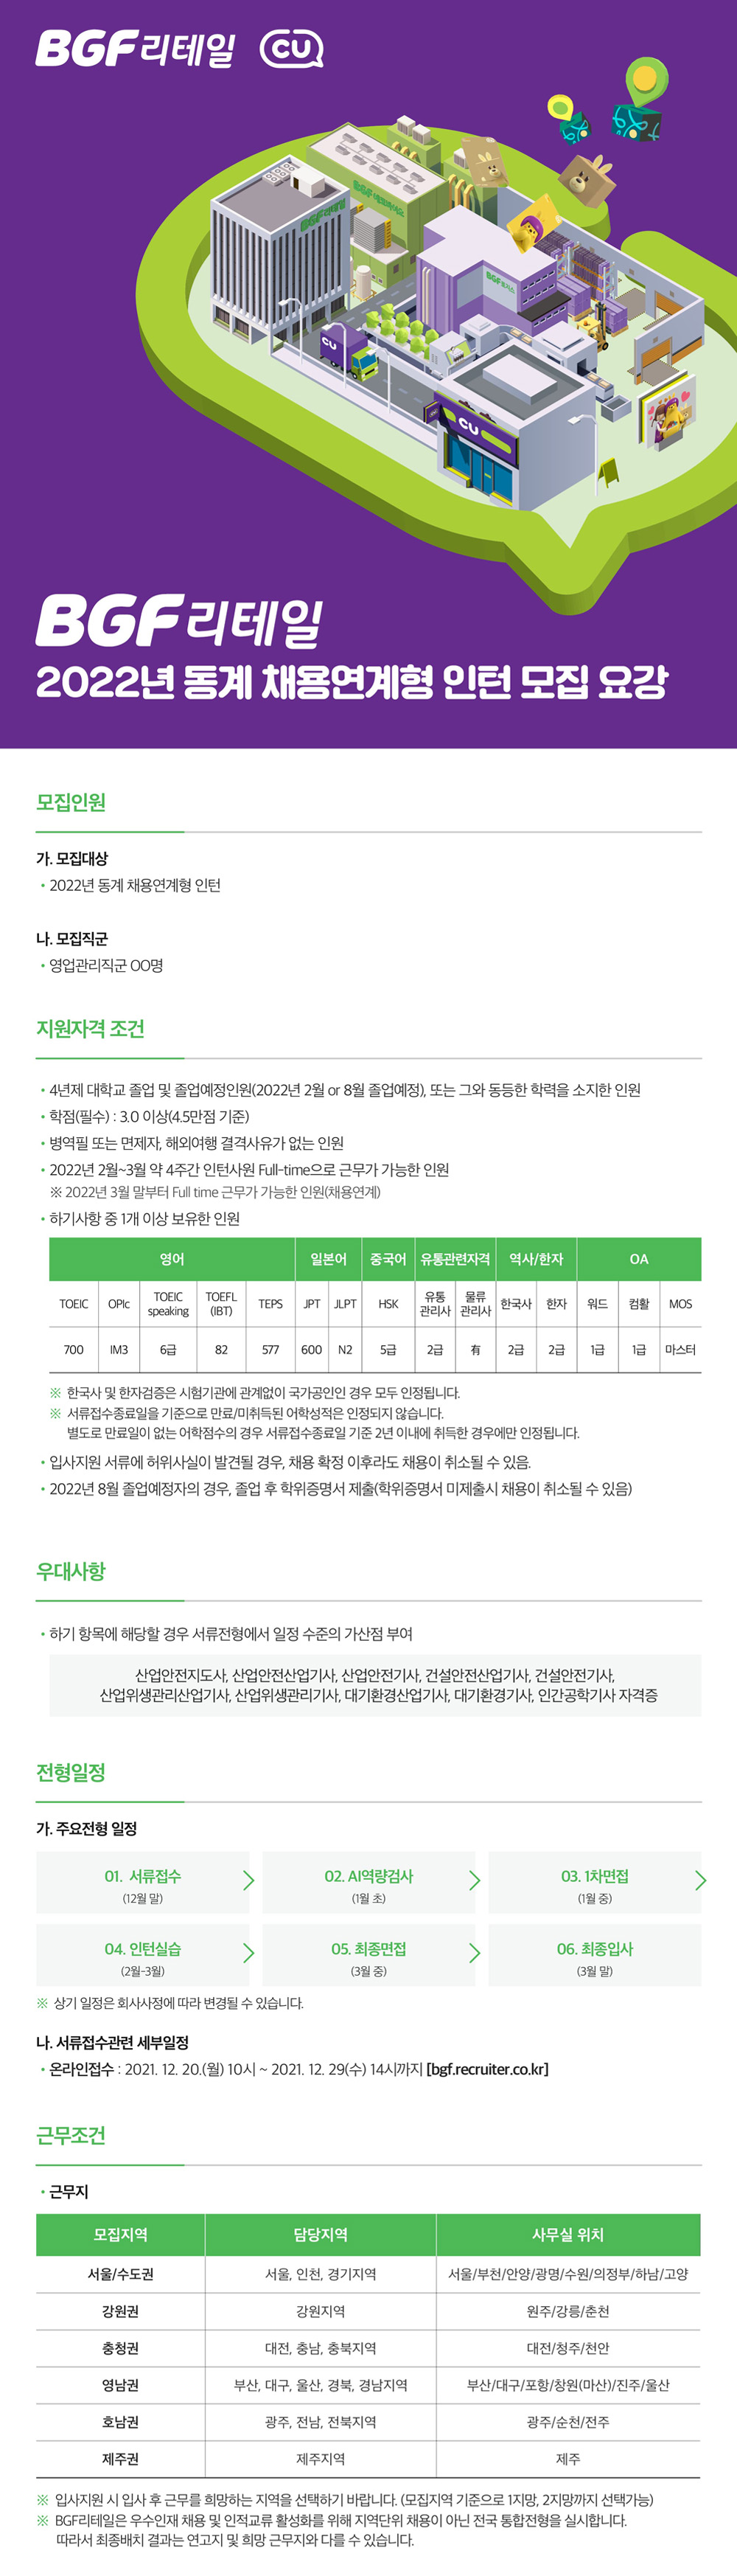 BGF리테일 CU
BGF리테일
BGF리테일
CU
CU
BGF리테일
2022년 동계 채용연계형 인턴 모집 요강
모집인원
가. 모집대상
• 2022년 동계 채용연계형 인턴
나. 모집직군
• 영업관리직군 OO명
지원자격 조건
• 4년제 대학교 졸업 및 졸업예정인원(2022년 2월 or 8월 졸업예정), 또는 그와 동등한 학력을 소지한 인원
• 학점(필수) : 3.0 이상(4.5만점 기준)
• 병역필 또는 면제자, 해외여행 결격사유가 없는 인원
• 2022년 2월~3월 약 4주간 인턴사원 Full-time으로 근무가 가능한 인원
※ 2022년 3월 말부터 Full time 근무가 가능한 인원(채용연계)
• 하기사항 중 1개 이상 보유한 인원
영어 일본어 중국어 유통관련자격 역사/한자 OA
TOEIC OPIc TOEIC speaking TOEFL (IBT) TEPS JPT JLPT HSK 유통 관리사 물류 관리사 한국사 한자 워드 컴활 MOS
700 IM3 6급 82 577 600 N2 5급 2급 有 2급 2급 1급 1급 마스터
※ 한국사 및 한자검증은 시험기관에 관계없이 국가공인인 경우 모두 인정됩니다.
※ 서류접수종료일을 기준으로 만료/미취득된 어학성적은 인정되지 않습니다.
별도로 만료일이 없는 어학점수의 경우 서류접수종료일 기준 2년 이내에 취득한 경우에만 인정됩니다.
• 입사지원 서류에 허위사실이 발견될 경우, 채용 확정 이후라도 채용이 취소될 수 있음.
• 2022년 8월 졸업예정자의 경우, 졸업 후 학위증명서 제출(학위증명서 미제출시 채용이 취소될 수 있음)
우대사항
• 하기 항목에 해당할 경우 서류전형에서 일정 수준의 가산점 부여
산업안전지도사, 산업안전산업기사, 산업안전기사, 건설안전산업기사, 건설안전기사,
산업위생관리산업기사, 산업위생관리기사, 대기환경산업기사, 대기환경기사, 인간공학기사 자격증
전형일정
가. 주요전형 일정
01. 서류접수 02. AI역량검사 03. 1차면접
(12월 말) (1월 초) (1월 중)
04. 인턴실습 05. 최종면접 06. 최종입사
(2월-3월) (3월 중) (3월 말)
※ 상기 일정은 회사사정에 따라 변경될 수 있습니다.
나. 서류접수관련 세부일정
• 온라인접수 : 2021. 12. 20.(월) 10시 ~ 2021. 12. 29(수) 14시까지 [bgf.recruiter.co.kr]
근무조건
• 근무지
모집지역 담당지역 사무실 위치
서울/수도권 서울, 인천, 경기지역 서울/부천/안양/광명/수원/의정부/하남/고양
강원권 강원지역 원주/강릉/춘천
충청권 대전, 충남, 충북지역 대전/청주/천안
영남권 부산, 대구, 울산, 경북, 경남지역 부산/대구/포항/창원(마산)/진주/울산
호남권 광주, 전남, 전북지역 광주/순천/전주
제주권 제주지역 제주
※ 입사지원 시 입사 후 근무를 희망하는 지역을 선택하기 바랍니다. (모집지역 기준으로 1지망, 2지망까지 선택가능)
※ BGF리테일은 우수인재 채용 및 인적교류 활성화를 위해 지역단위 채용이 아닌 전국 통합전형을 실시합니다.
따라서 최종배치 결과는 연고지 및 희망 근무지와 다를 수 있습니다.